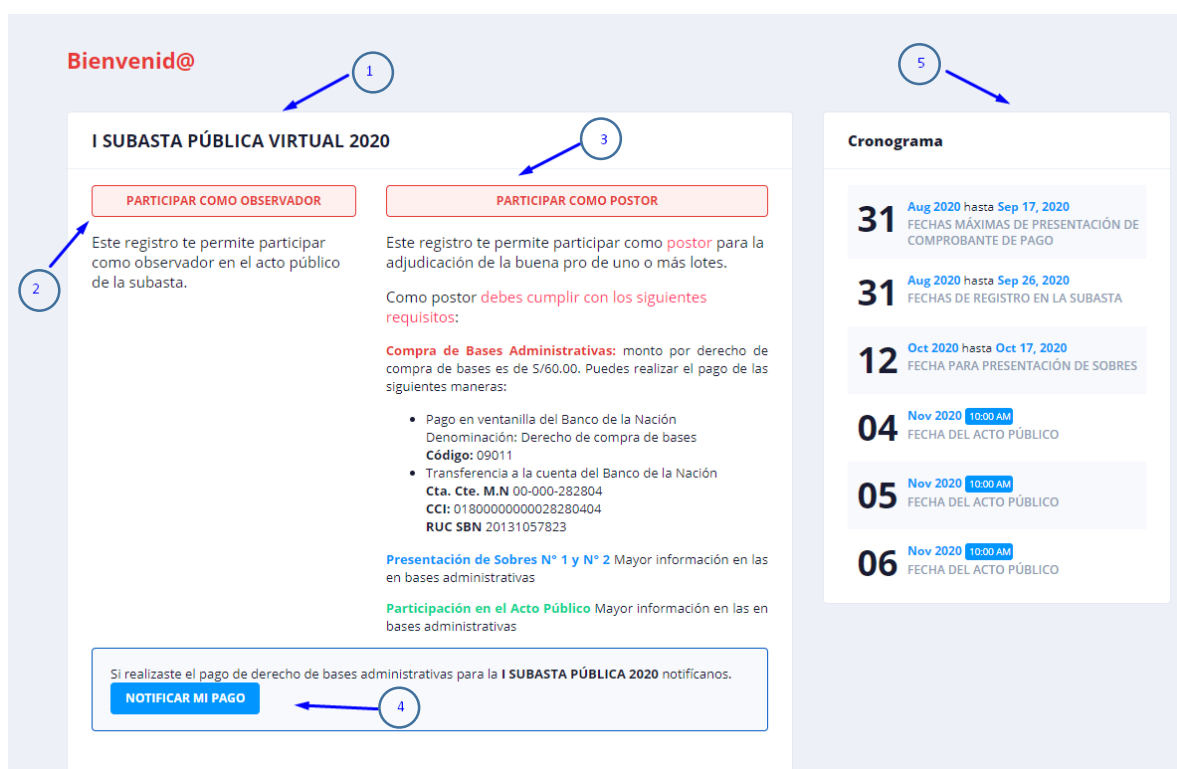 Bienvenid@
1
I SUBASTA PÚBLICA VIRTUAL 2020
2
PARTICIPAR COMO OBSERVADOR
Este registro te permite participar
como observador en el acto público
de la subasta.
3
PARTICIPAR COMO POSTOR
Este registro te permite participar como postor para la
adjudicación de la buena pro de uno o más lotes.
Como postor debes cumplir con los siguientes
requisitos:
Compra de Bases Administrativas: monto por derecho de
compra de bases es de S/60.00. Puedes realizar el pago de las
siguientes maneras:
• Pago en ventanilla del Banco de la Nación
Denominación: Derecho de compra de bases
Código: 09011
• Transferencia a la cuenta del Banco de la Nación
Cta. Cte. M.N 00-000-282804
CCI: 01800000000028280404
RUC SBN 20131057823
Presentación de Sobres N° 1 y N° 2 Mayor información en las
en bases administrativas
Participación en el Acto Público Mayor información en las en
bases administrativas
Si realizaste el pago de derecho de bases administrativas para la I SUBASTA PÚBLICA 2020 notifícanos.
NOTIFICAR MI PAGO
4
5
Cronograma
31 Aug 2020 hasta Sep 17, 2020
FECHAS MÁXIMAS DE PRESENTACIÓN DE
COMPROBANTE DE PAGO
31 Aug 2020 hasta Sep 26, 2020
FECHAS DE REGISTRO EN LA SUBASTA
12 Oct 2020 hasta Oct 17, 2020
FECHA PARA PRESENTACIÓN DE SOBRES
04 Nov 2020 10:00 AM
FECHA DEL ACTO PÚBLICO
05 Nov 2020 10:00 AM
FECHA DEL ACTO PÚBLICO
06 Nov 2020 10:00 AM
FECHA DEL ACTO PÚBLICO